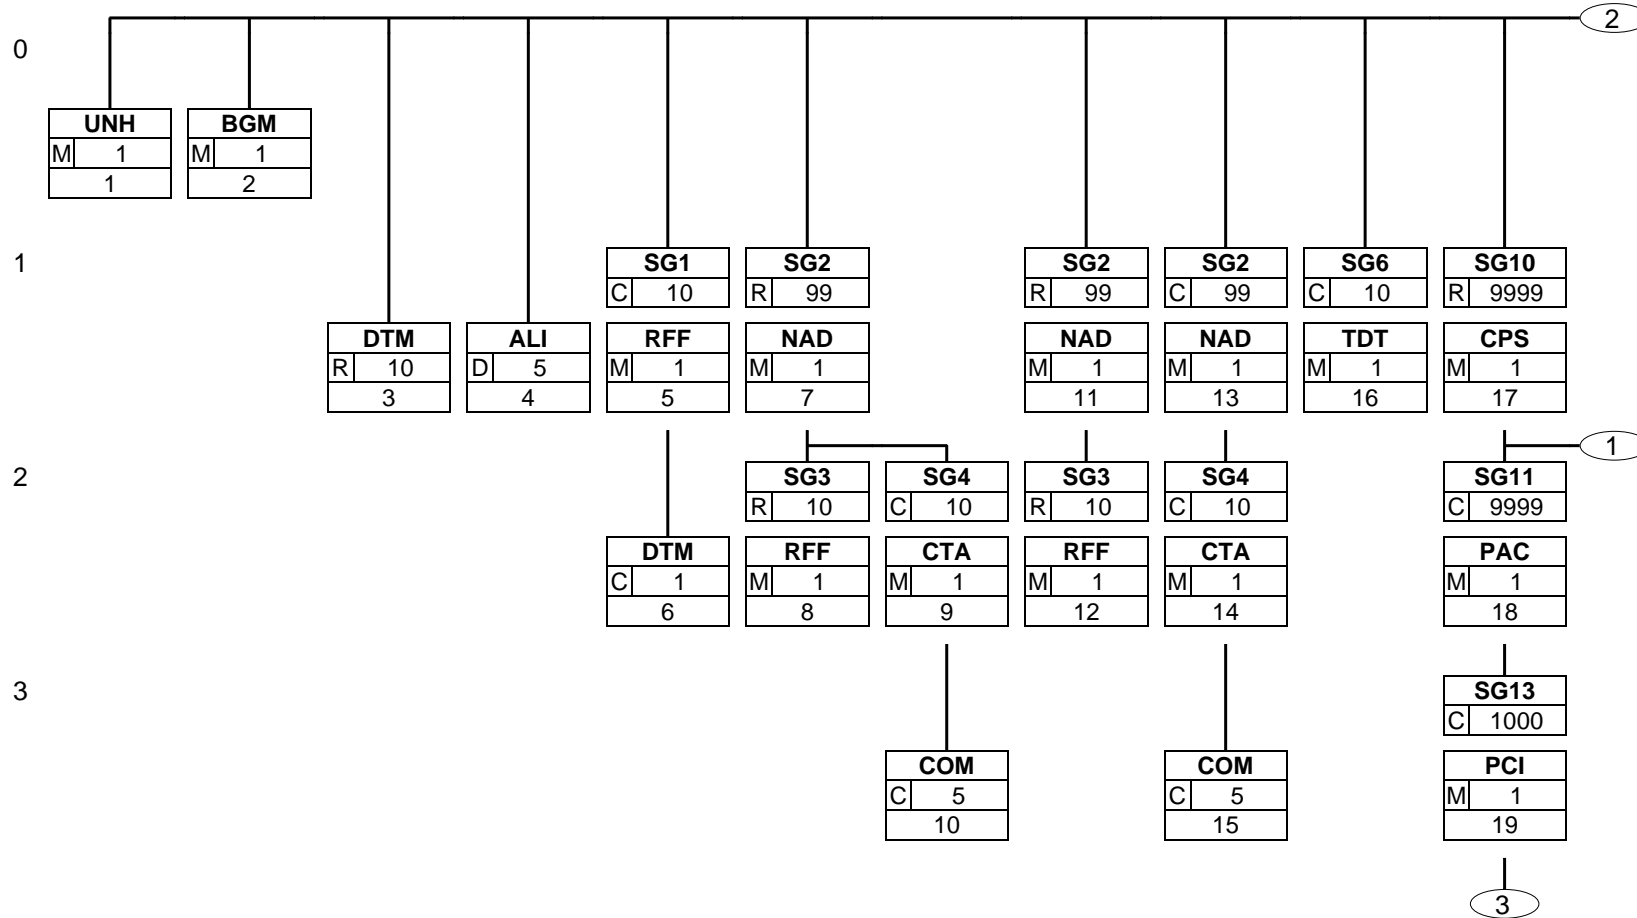 2
0
UNH BGM
M 1 M 1
1 2
1
SG1 SG2 SG2 SG2 SG6 SG10
C 10 R 99 R 99 C 99 C 10 R 9999
DTM ALI RFF NAD NAD NAD TDT CPS
R 10 D 5 M 1 M 1 M 1 M 1 M 1 M 1
3 4 5 7 11 13 16 17
1
2
SG3 SG4 SG3 SG4 SG11
R 10 C 10 R 10 C 10 C 9999
DTM RFF CTA RFF CTA PAC
C 1 M 1 M 1 M 1 M 1 M 1
6 8 9 12 14 18
3
SG13
C 1000
COM COM PCI
C 5 C 5 M 1
10 15 19
3